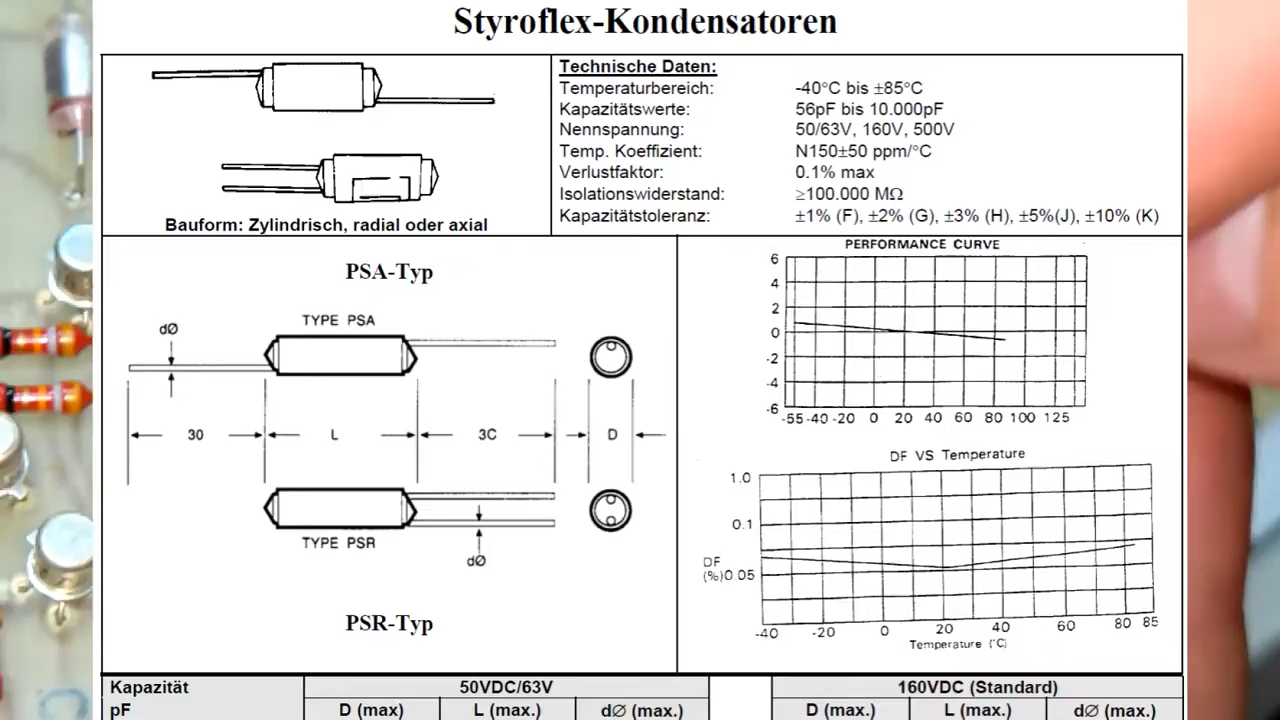 Styroflex-Kondensatoren
Bauform: Zylindrisch, radial oder axial
Technische Daten:
Temperaturbereich: -40°C bis ±85°C
Kapazitätswerte: 56pF bis 10.000pF
Nennspannung: 50/63V, 160V, 500V
Temp. Koeffizient: N150±50 ppm/°C
Verlustfaktor: 0.1% max
Isolationswiderstand: ≥100.000 MΩ
Kapazitätstoleranz: ±1% (F), ±2% (G), ±3% (H), ±5%(J), ±10% (K)
PSA-Typ
TYPE PSA
dØ
30 L 3C D
TYPE PSR
dØ
PSR-Typ
PERFORMANCE CURVE
6
4
2
0
-2
-4
-6
-55 -40 -20 0 20 40 60 80 100 125
DF VS Temperature
1.0
0.1
DF
(%)0.05
-40 -20 0 20 40 60 80 85
Temperature (°C)
Kapazität 50VDC/63V 160VDC (Standard)
pF D (max) L (max.) d∅ (max.) D (max.) L (max.) d∅ (max.)